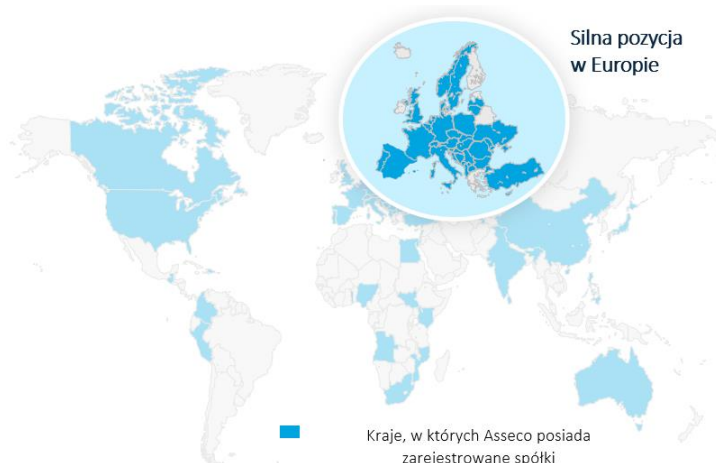 Silna pozycja
w Europie
Kraje, w których Asseco posiada
zarejestrowane spółki